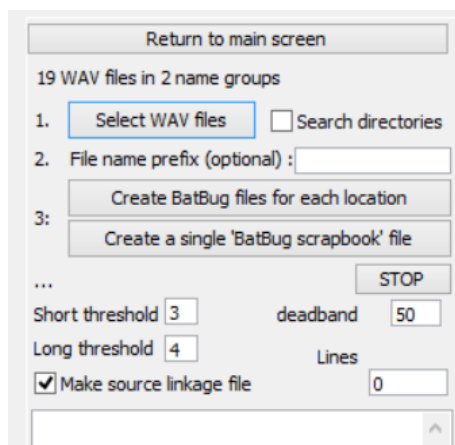 Return to main screen
19 WAV files in 2 name groups
1. Select WAV files Search directories
2. File name prefix (optional) :
Create BatBug files for each location
3:
Create a single 'BatBug scrapbook' file
... STOP
Short threshold 3 deadband 50
Long threshold 4 Lines
Make source linkage file 0